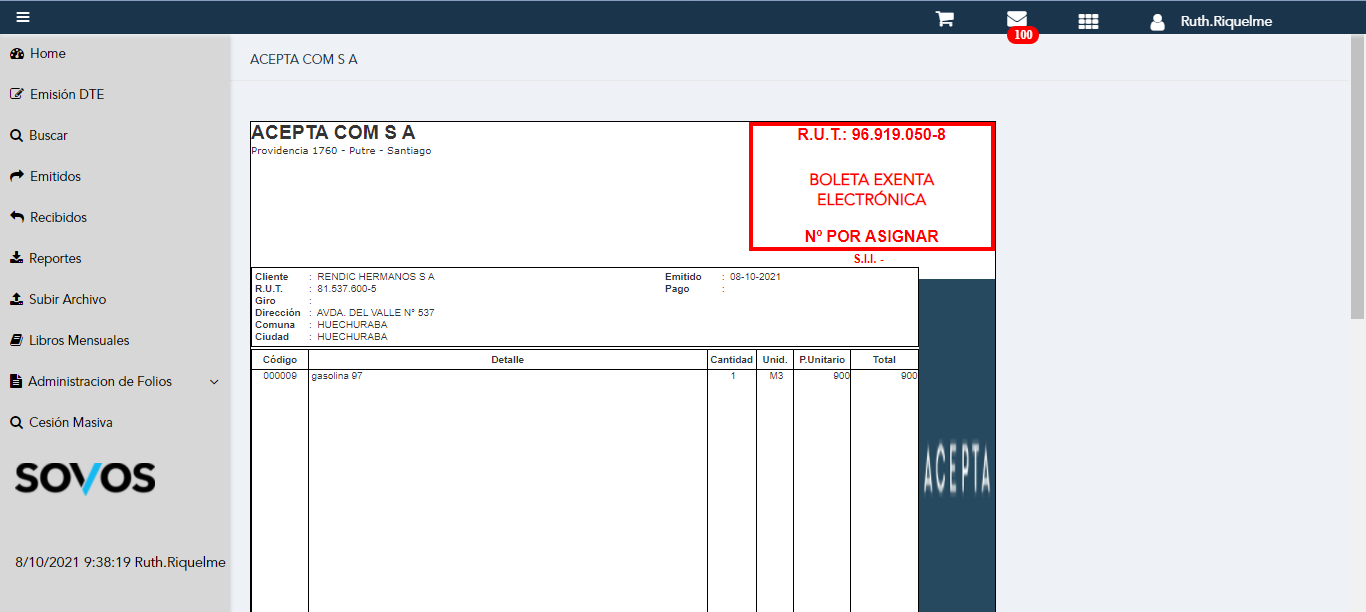 Ruth.Riquelme
100
Home
Emisión DTE
Buscar
Emitidos
Recibidos
Reportes
Subir Archivo
Libros Mensuales
Administracion de Folios
Cesión Masiva
SOVOS
8/10/2021 9:38:19 Ruth.Riquelme
ACEPTA COM S A
ACEPTA COM S A
Providencia 1760 - Putre - Santiago
R.U.T.: 96.919.050-8
BOLETA EXENTA
ELECTRÓNICA
Nº POR ASIGNAR
S.I.I. -
Cliente : RENDIC HERMANOS S A Emitido : 08-10-2021
R.U.T. : 81.537.600-5 Pago :
Giro :
Dirección : AVDA. DEL VALLE N° 537
Comuna : HUECHURABA
Ciudad : HUECHURABA
Código Detalle Cantidad Unid. P.Unitario Total
000009 gasolina 97 1 M3 900 900
ACEPTA